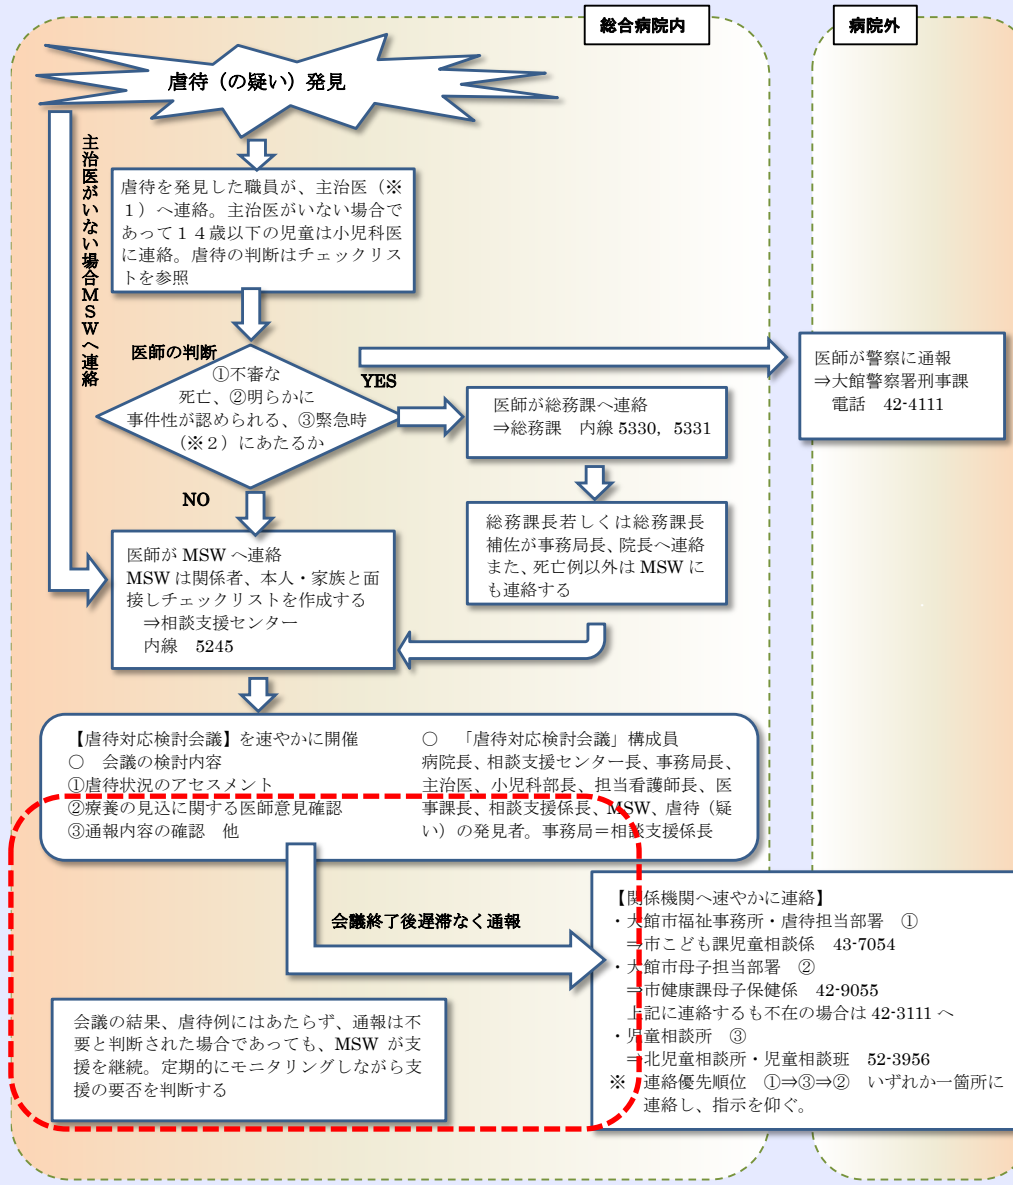 総合病院内
病院外
虐待（の疑い）発見
主治医がいない場合ＭＳＷへ連絡
虐待を発見した職員が、主治医（※
１）へ連絡。主治医がいない場合で
あって１４歳以下の児童は小児科医
に連絡。虐待の判断はチェックリス
トを参照
医師の判断
①不審な
死亡、②明らかに
事件性が認められる、③緊急時
（※２）にあたるか
YES
NO
医師が警察に通報
⇒大館警察署刑事課
電話　42-4111
医師が総務課へ連絡
⇒総務課　内線 5330，5331
総務課長若しくは総務課長
補佐が事務局長、院長へ連絡
また、死亡例以外は MSW に
も連絡する
医師が MSW へ連絡
MSW は関係者、本人・家族と面
接しチェックリストを作成する
⇒相談支援センター
内線　5245
【虐待対応検討会議】を速やかに開催
○　会議の検討内容
①虐待状況のアセスメント
②療養の見込に関する医師意見確認
③通報内容の確認　他
○　「虐待対応検討会議」構成員
病院長、相談支援センター長、事務局長、
主治医、小児科部長、担当看護師長、医
事課長、相談支援係長、MSW、虐待（疑
い）の発見者。事務局＝相談支援係長
会議終了後遅滞なく通報
【関係機関へ速やかに連絡】
・大館市福祉事務所・虐待担当部署　①
⇒市こども課児童相談係　43-7054
・大館市母子担当部署　②
⇒市健康課母子保健係　42-9055
上記に連絡するも不在の場合は 42-3111 へ
・児童相談所　③
⇒北児童相談所・児童相談班　52-3956
※　連絡優先順位　①⇒③⇒②　いずれか一箇所に
連絡し、指示を仰ぐ。
会議の結果、虐待例にはあたらず、通報は不
要と判断された場合であっても、MSW が支
援を継続。定期的にモニタリングしながら支
援の要否を判断する